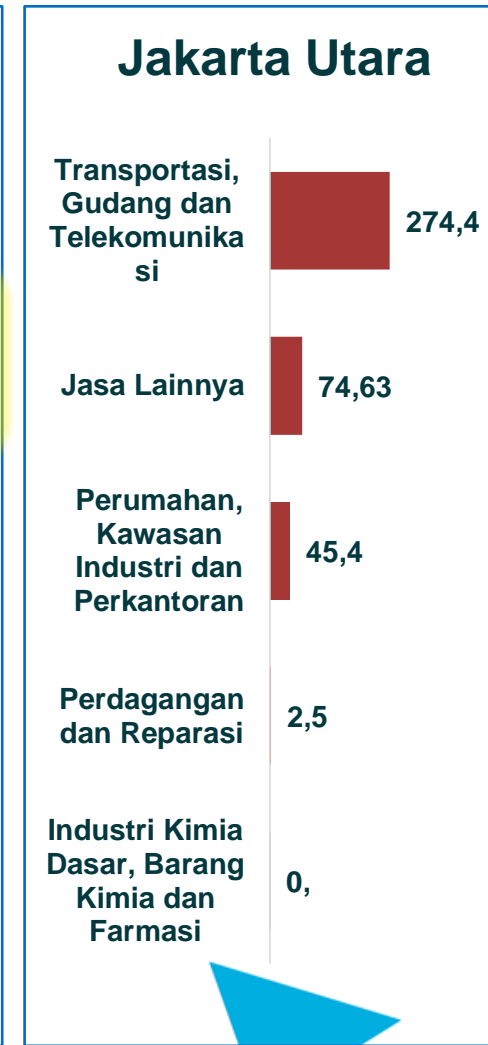 Jakarta Utara
Transportasi,
Gudang dan
Telekomunika
si
274,4
Jasa Lainnya
74,63
Perumahan,
Kawasan
Industri dan
Perkantoran
45,4
Perdagangan
dan Reparasi
2,5
Industri Kimia
Dasar, Barang
Kimia dan
Farmasi
0,